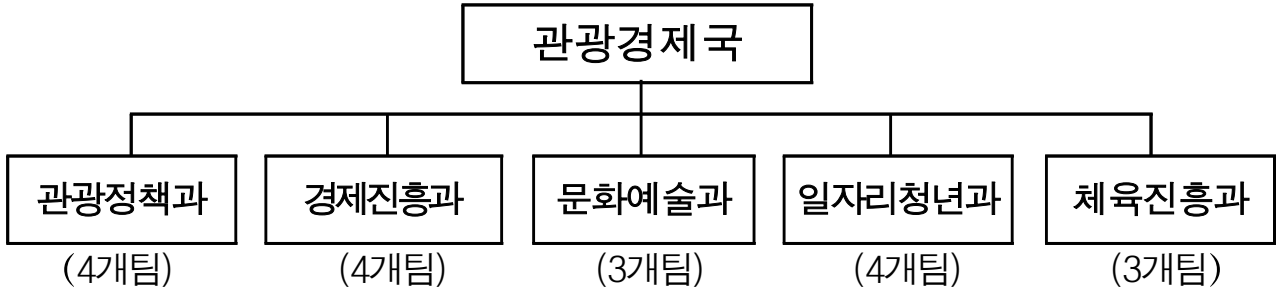 관광경제국
관광정책과 경제진흥과 문화예술과 일자리청년과 체육진흥과
(4개팀) (4개팀) (3개팀) (4개팀) (3개팀)